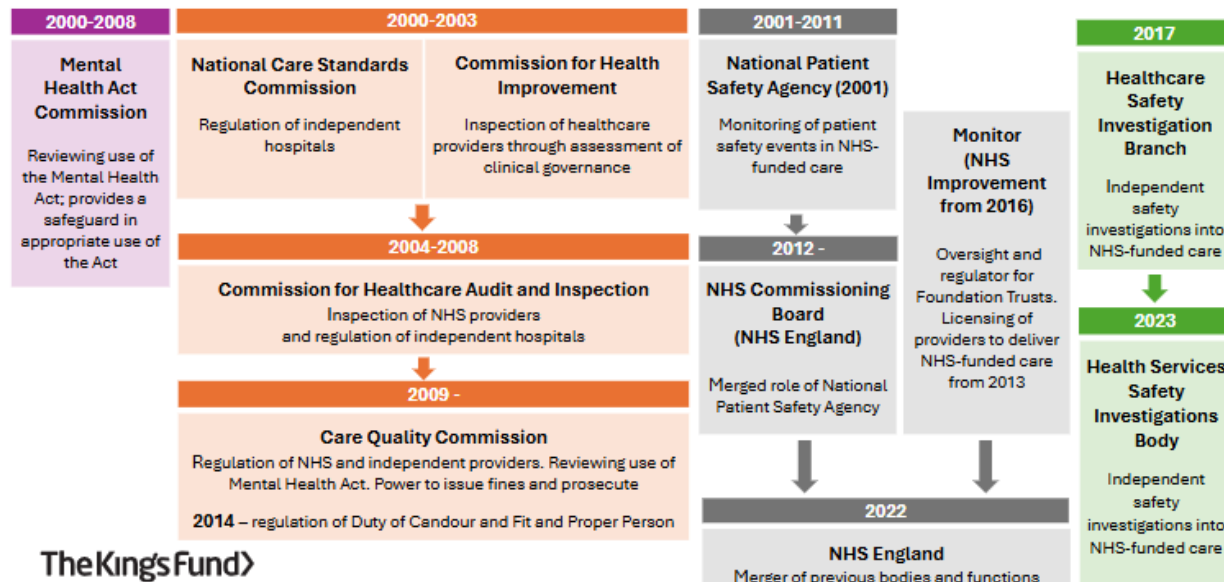 2000-2008
Mental
Health Act
Commission
Reviewing use of
the Mental Health
Act; provides a
safeguard in
appropriate use of
the Act
2000-2003
National Care Standards
Commission
Regulation of independent
hospitals
Commission for Health
Improvement
Inspection of healthcare
providers through assessment of
clinical governance
2004-2008
Commission for Healthcare Audit and Inspection
Inspection of NHS providers
and regulation of independent hospitals
2009 -
Care Quality Commission
Regulation of NHS and independent providers. Reviewing use of
Mental Health Act. Power to issue fines and prosecute
2014 – regulation of Duty of Candour and Fit and Proper Person
2001-2011
National Patient
Safety Agency (2001)
Monitoring of patient
safety events in NHS-
funded care
2012 -
NHS Commissioning
Board
(NHS England)
Merged role of National
Patient Safety Agency
Monitor
(NHS
Improvement
from 2016)
Oversight and
regulator for
Foundation Trusts.
Licensing of
providers to deliver
NHS-funded care
from 2013
2022
NHS England
Merger of previous bodies and functions
2017
Healthcare
Safety
Investigation
Branch
Independent
safety
investigations into
NHS-funded care
2023
Health Services
Safety
Investigations
Body
Independent
safety
investigations into
NHS-funded care
The King's Fund>